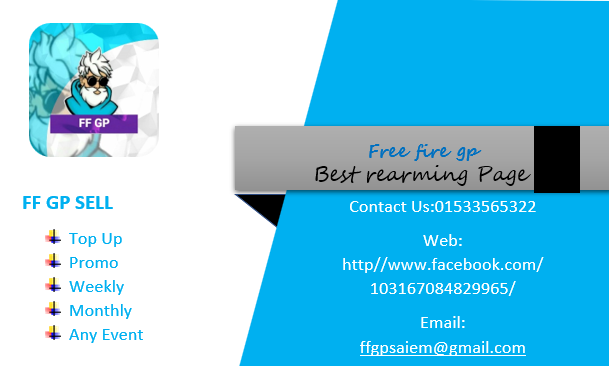 FF GP
FF GP SELL
Top Up
Promo
Weekly
Monthly
Any Event
Free fire gp
Best rearming Page
Contact Us:01533565322
Web:
http//www.facebook.com/
103167084829965/
Email:
ffgpsaiem@gmail.com